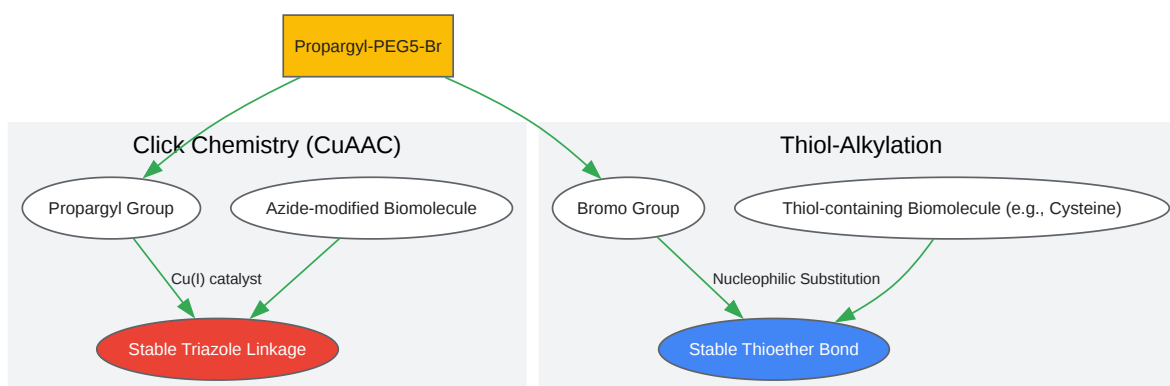 Propargyl-PEG5-Br
Click Chemistry (CuAAC)
Thiol-Alkylation
Propargyl Group
Azide-modified Biomolecule
Bromo Group
Thiol-containing Biomolecule (e.g., Cysteine)
Cu(I) catalyst
Nucleophilic Substitution
Stable Triazole Linkage
Stable Thioether Bond